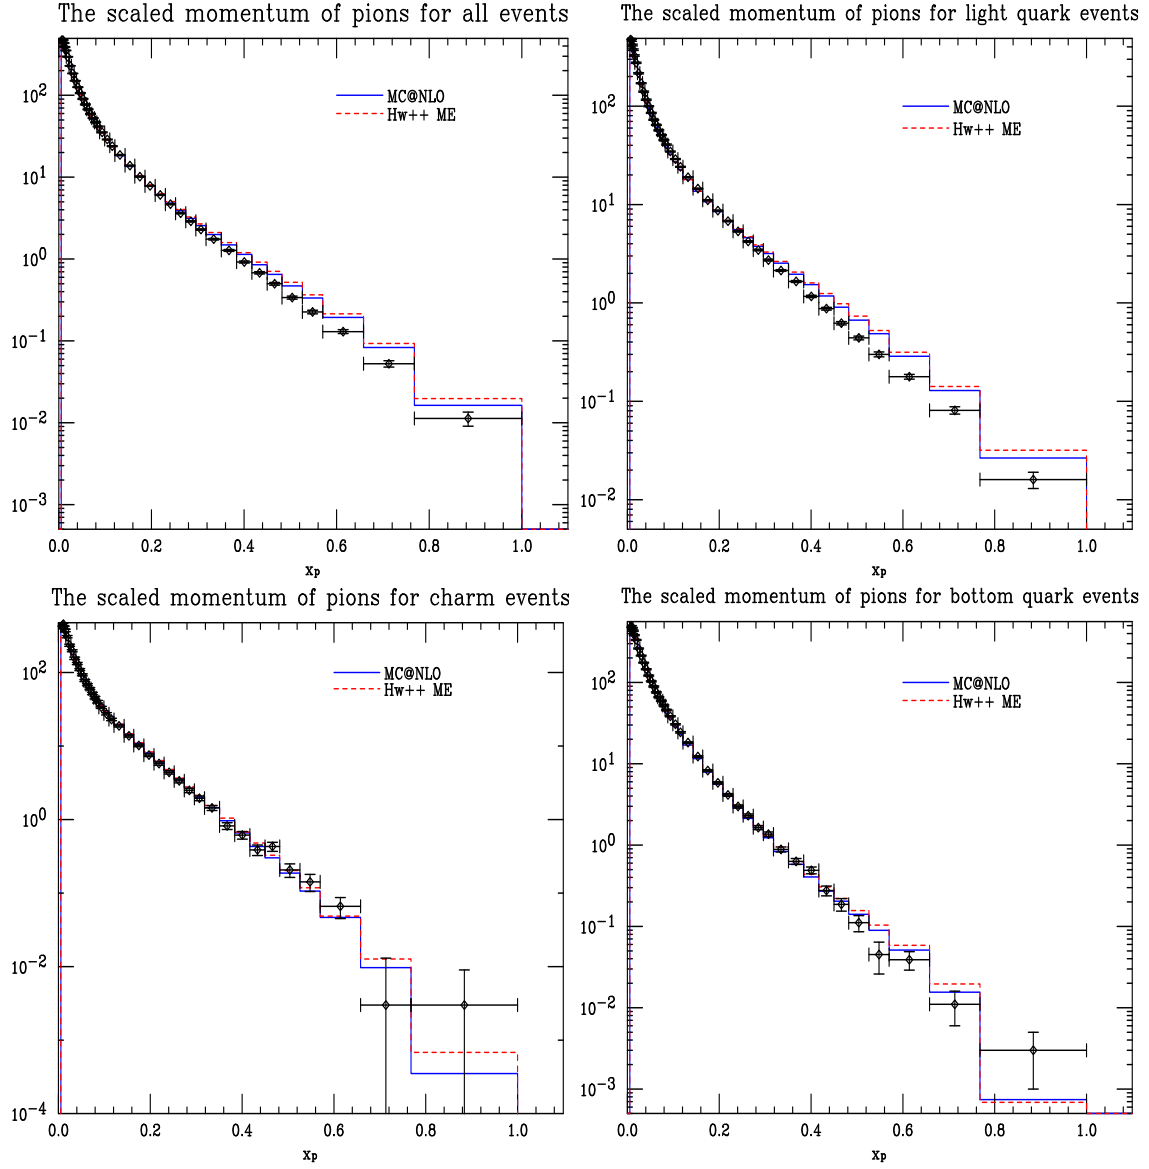 The scaled momentum of pions for all events
10^2
10^1
10^0
10^-1
10^-2
10^-3
MC@NLO
Hw++ ME
0.0 0.2 0.4 0.6 0.8 1.0
xp
The scaled momentum of pions for light quark events
10^2
10^1
10^0
10^-1
10^-2
MC@NLO
Hw++ ME
0.0 0.2 0.4 0.6 0.8 1.0
xp
The scaled momentum of pions for charm events
10^2
10^0
10^-2
10^-4
MC@NLO
Hw++ ME
0.0 0.2 0.4 0.6 0.8 1.0
xp
The scaled momentum of pions for bottom quark events
10^2
10^1
10^0
10^-1
10^-2
10^-3
MC@NLO
Hw++ ME
0.0 0.2 0.4 0.6 0.8 1.0
xp